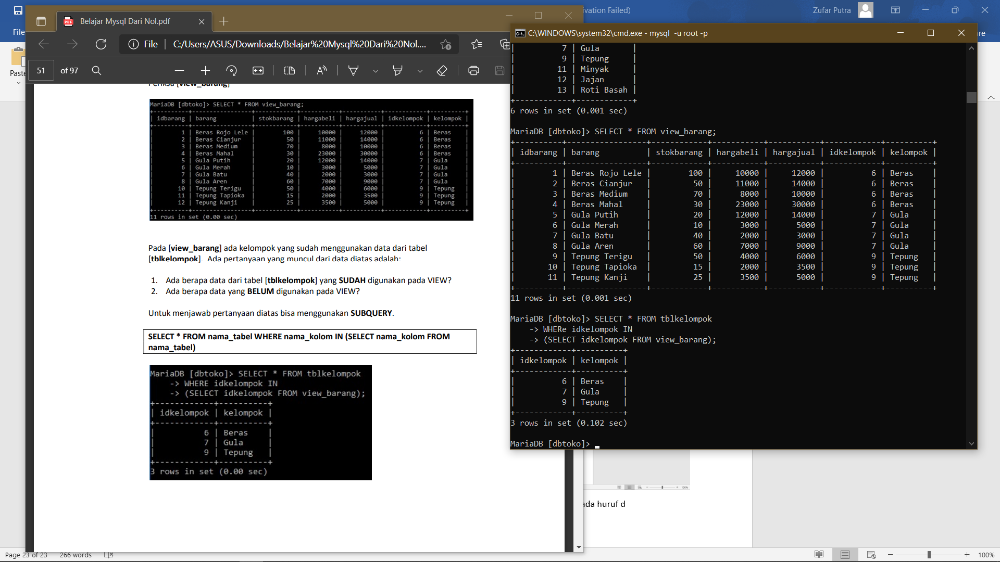 ivation Failed)
Zufar Putra
File
Paste
re
Belajar Mysql Dari Nol.pdf
File
C:/Users/ASUS/Downloads/Belajar%20Mysql%20Dari%20Nol....
51 of 97
Periksa [view_barang]
MariaDB [dbtoko]> SELECT * FROM view_barang;
| idbarang | barang | stokbarang | hargabeli | hargajual | idkelompok | kelompok |
| 1 | Beras Rojo Lele | 100 | 10000 | 12000 | 6 | Beras |
| 2 | Beras Cianjur | 50 | 11000 | 14000 | 6 | Beras |
| 3 | Beras Medium | 70 | 8000 | 10000 | 6 | Beras |
| 4 | Beras Mahal | 30 | 23000 | 30000 | 6 | Beras |
| 5 | Gula Putih | 20 | 12000 | 14000 | 7 | Gula |
| 6 | Gula Merah | 10 | 3000 | 5000 | 7 | Gula |
| 7 | Gula Batu | 40 | 2000 | 3000 | 7 | Gula |
| 8 | Gula Aren | 60 | 7000 | 9000 | 7 | Gula |
| 10 | Tepung Terigu | 50 | 4000 | 6000 | 9 | Tepung |
| 11 | Tepung Tapioka | 15 | 2000 | 3500 | 9 | Tepung |
| 12 | Tepung Kanji | 25 | 3500 | 5000 | 9 | Tepung |
11 rows in set (0.00 sec)
Pada [view_barang] ada kelompok yang sudah menggunakan data dari tabel
[tblkelompok]. Ada pertanyaan yang muncul dari data diatas adalah:
1. Ada berapa data dari tabel [tblkelompok] yang SUDAH digunakan pada VIEW?
2. Ada berapa data yang BELUM digunakan pada VIEW?
Untuk menjawab pertanyaan diatas bisa menggunakan SUBQUERY.
SELECT * FROM nama_tabel WHERE nama_kolom IN (SELECT nama_kolom FROM
nama_tabel)
MariaDB [dbtoko]> SELECT * FROM tblkelompok
-> WHERE idkelompok IN
-> (SELECT idkelompok FROM view_barang);
| idkelompok | kelompok |
| 6 | Beras |
| 7 | Gula |
| 9 | Tepung |
3 rows in set (0.00 sec)
C:\WINDOWS\system32\cmd.exe - mysql -u root -p
| 7 | Gula |
| 9 | Tepung |
| 11 | Minyak |
| 12 | Jajan |
| 13 | Roti Basah |
6 rows in set (0.001 sec)
MariaDB [dbtoko]> SELECT * FROM view_barang;
| idbarang | barang | stokbarang | hargabeli | hargajual | idkelompok | kelompok |
| 1 | Beras Rojo Lele | 100 | 10000 | 12000 | 6 | Beras |
| 2 | Beras Cianjur | 50 | 11000 | 14000 | 6 | Beras |
| 3 | Beras Medium | 70 | 8000 | 10000 | 6 | Beras |
| 4 | Beras Mahal | 30 | 23000 | 30000 | 6 | Beras |
| 5 | Gula Putih | 20 | 12000 | 14000 | 7 | Gula |
| 6 | Gula Merah | 10 | 3000 | 5000 | 7 | Gula |
| 7 | Gula Batu | 40 | 2000 | 3000 | 7 | Gula |
| 8 | Gula Aren | 60 | 7000 | 9000 | 7 | Gula |
| 9 | Tepung Terigu | 50 | 4000 | 6000 | 9 | Tepung |
| 10 | Tepung Tapioka | 15 | 2000 | 3500 | 9 | Tepung |
| 11 | Tepung Kanji | 25 | 3500 | 5000 | 9 | Tepung |
11 rows in set (0.001 sec)
MariaDB [dbtoko]> SELECT * FROM tblkelompok
-> WHERe idkelompok IN
-> (SELECT idkelompok FROM view_barang);
| idkelompok | kelompok |
| 6 | Beras |
| 7 | Gula |
| 9 | Tepung |
3 rows in set (0.102 sec)
MariaDB [dbtoko]>
100%
ada huruf d
Page 23 of 23
266 words
100%